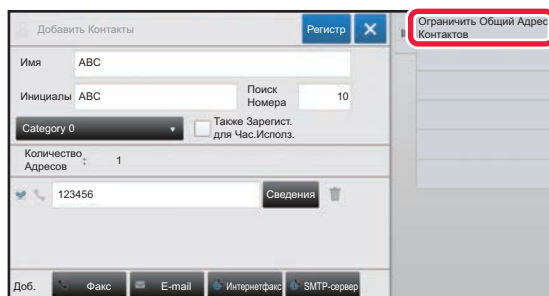 Добавить Контакты
Регистр
Ограничить Общий Адрес
Контактов
Имя
ABC
Инициалы
ABC
Поиск
Номера
10
Category 0
Также Зарегист.
для Час.Использ.
Количество
Адресов
:
1
123456
Сведения
Доб.
Факс
E-mail
Интернетфакс
SMTP-сервер